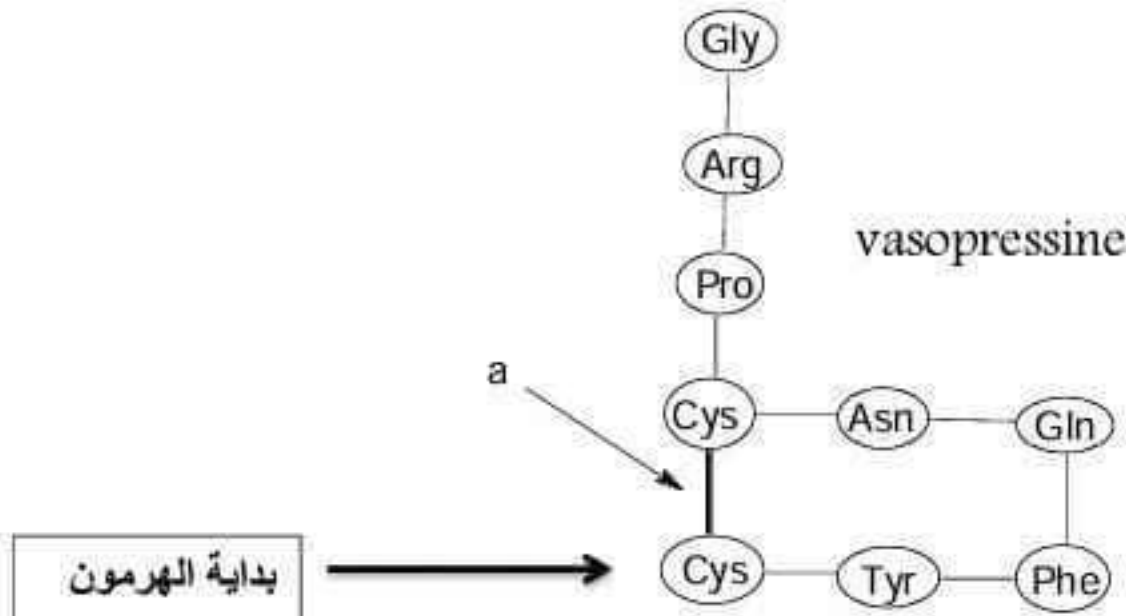 Gly
Arg
vasopressine
Pro
a
Cys Asn Gln
بداية الهرمون
Cys Tyr Phe